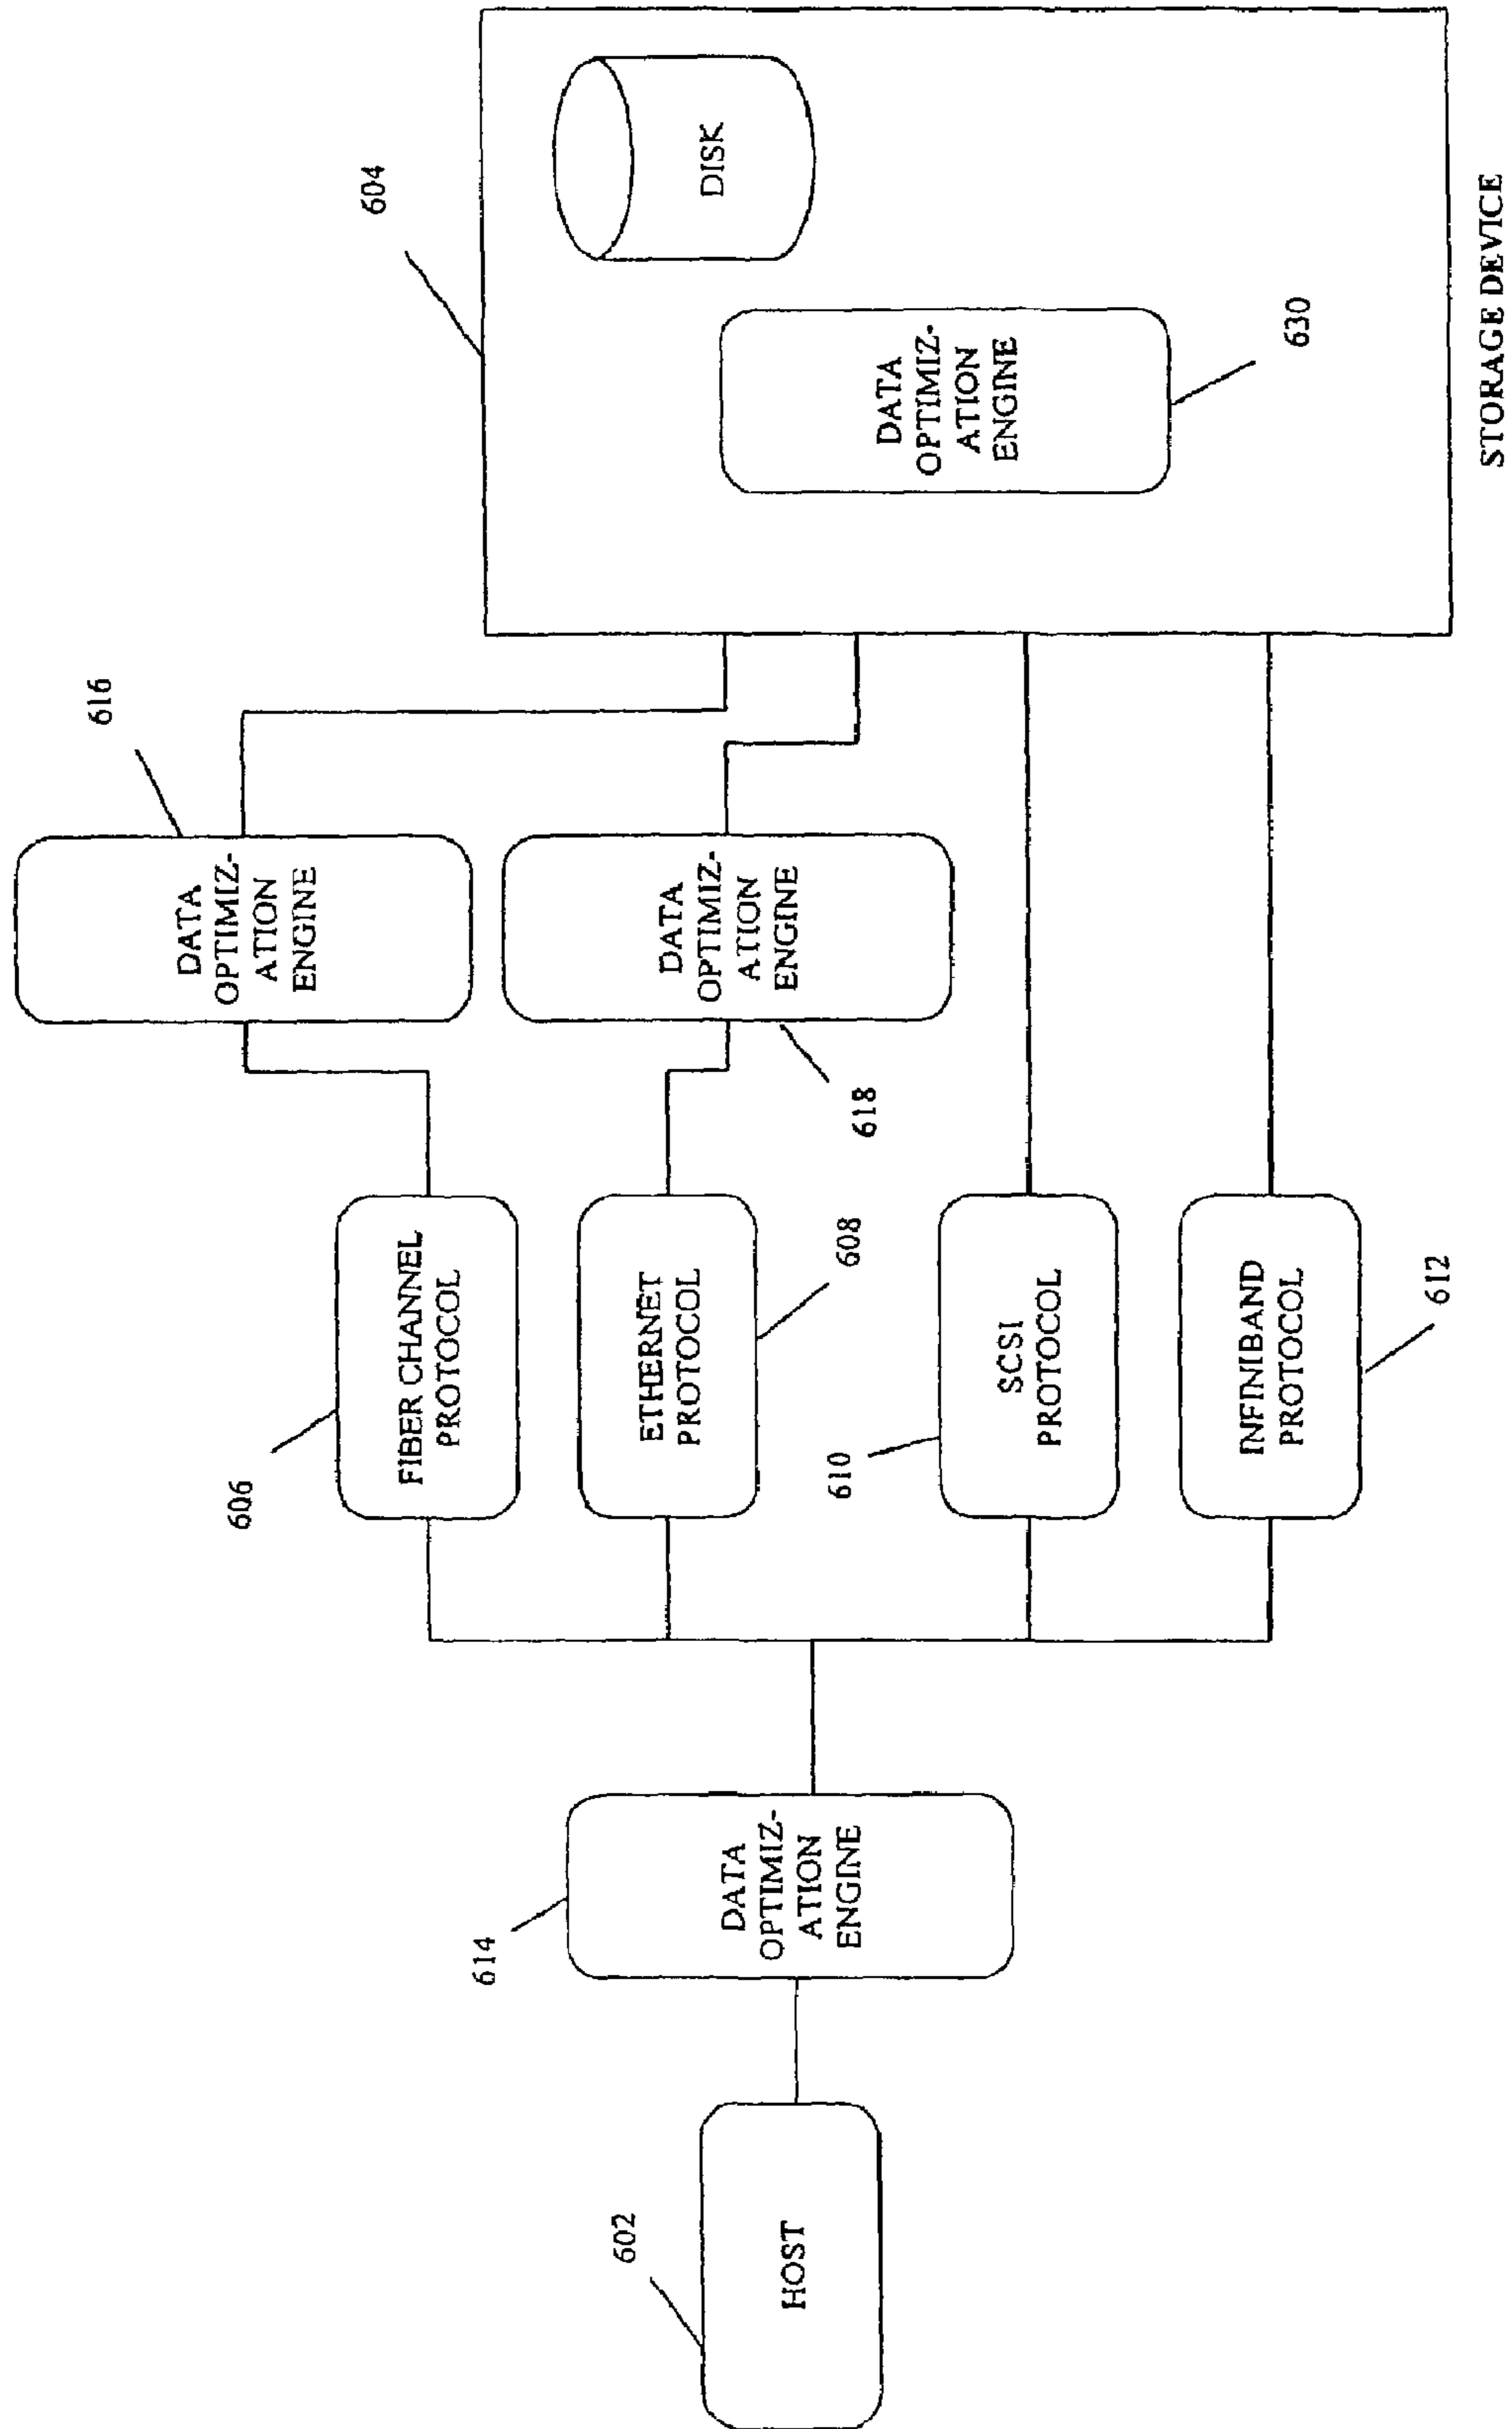 602
HOST
614
DATA
OPTIMIZ-
ATION
ENGINE
606
FIBER CHANNEL
PROTOCOL
608
ETHERNET
PROTOCOL
610
SCSI
PROTOCOL
612
INFINIBAND
PROTOCOL
616
DATA
OPTIMIZ-
ATION
ENGINE
618
DATA
OPTIMIZ-
ATION
ENGINE
604
DISK
DATA
OPTIMIZ-
ATION
ENGINE
630
STORAGE DEVICE